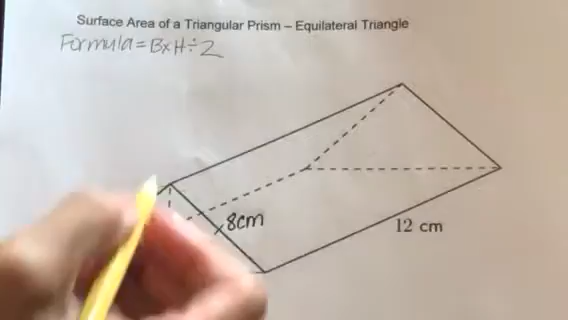 Surface Area of a Triangular Prism – Equilateral Triangle
Formula = B×H÷2
8cm
12 cm